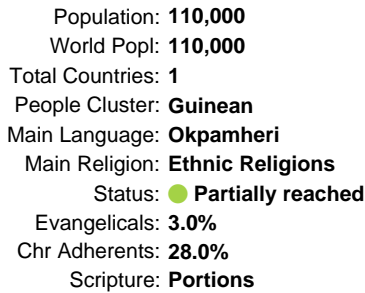 Population: 110,000
World Popl: 110,000
Total Countries: 1
People Cluster: Guinean
Main Language: Okpamheri
Main Religion: Ethnic Religions
Status: Partially reached
Evangelicals: 3.0%
Chr Adherents: 28.0%
Scripture: Portions